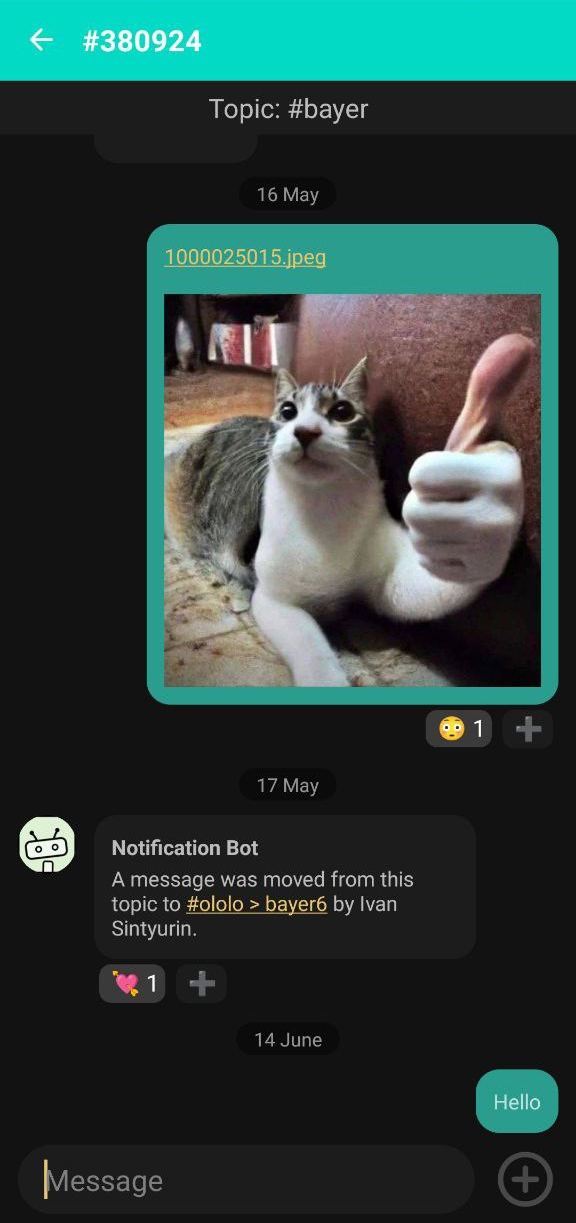 #380924
Topic: #bayer
16 May
1000025015.jpeg
1
17 May
Notification Bot
A message was moved from this
topic to #ololo > bayer6 by Ivan
Sintyurin.
1
14 June
Hello
Message